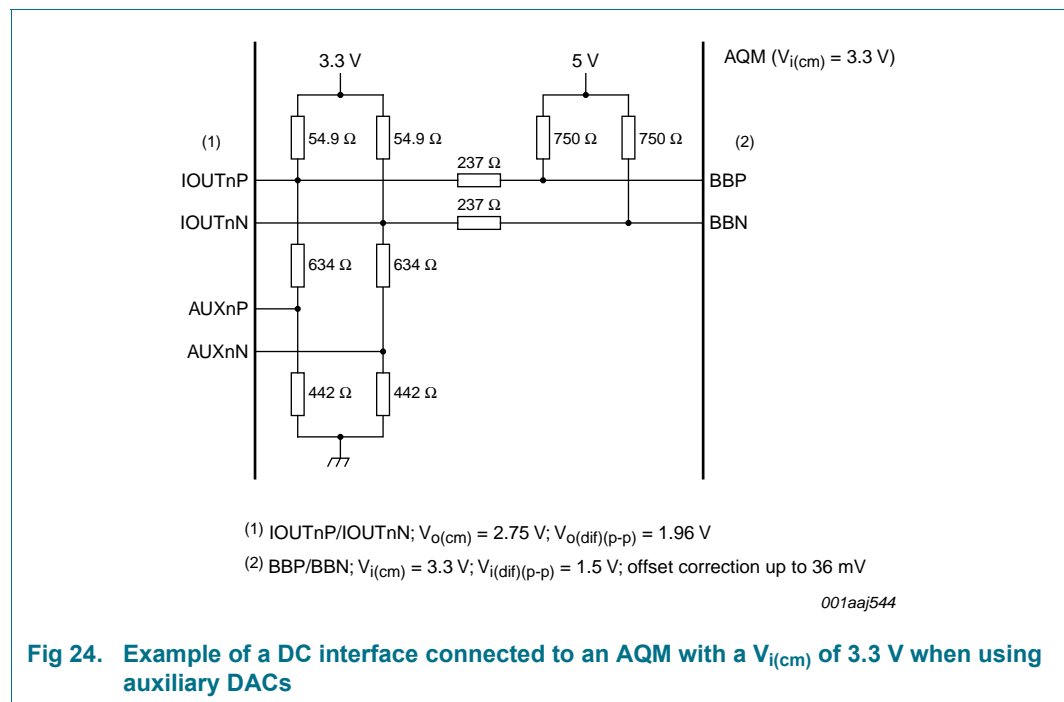 3.3 V
5 V
AQM (Vi(cm) = 3.3 V)
(1)
54.9 Ω
54.9 Ω
750 Ω
750 Ω
(2)
237 Ω
IOUTnP
BBP
237 Ω
IOUTnN
BBN
634 Ω
634 Ω
AUXnP
AUXnN
442 Ω
442 Ω
(1) IOUTnP/IOUTnN; Vo(cm) = 2.75 V; Vo(dif)(p-p) = 1.96 V
(2) BBP/BBN; Vi(cm) = 3.3 V; Vi(dif)(p-p) = 1.5 V; offset correction up to 36 mV
001aaj544
Fig 24. Example of a DC interface connected to an AQM with a Vi(cm) of 3.3 V when using
auxiliary DACs